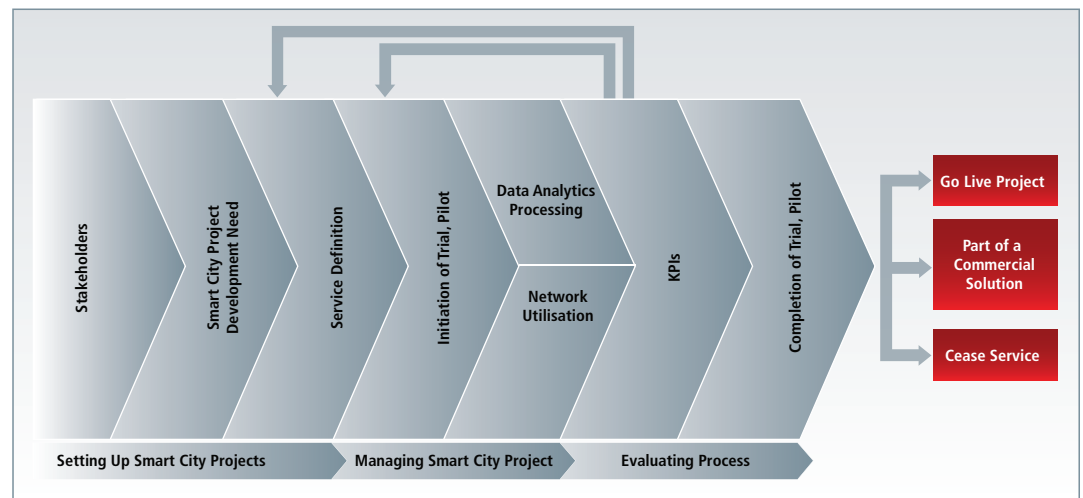 Stakeholders
Smart City Project
Development Need
Service Definition
Initiation of Trial, Pilot
Data Analytics
Processing
Network
Utilisation
KPIs
Completion of Trial, Pilot
Go Live Project
Part of a
Commercial
Solution
Cease Service
Setting Up Smart City Projects
Managing Smart City Project
Evaluating Process